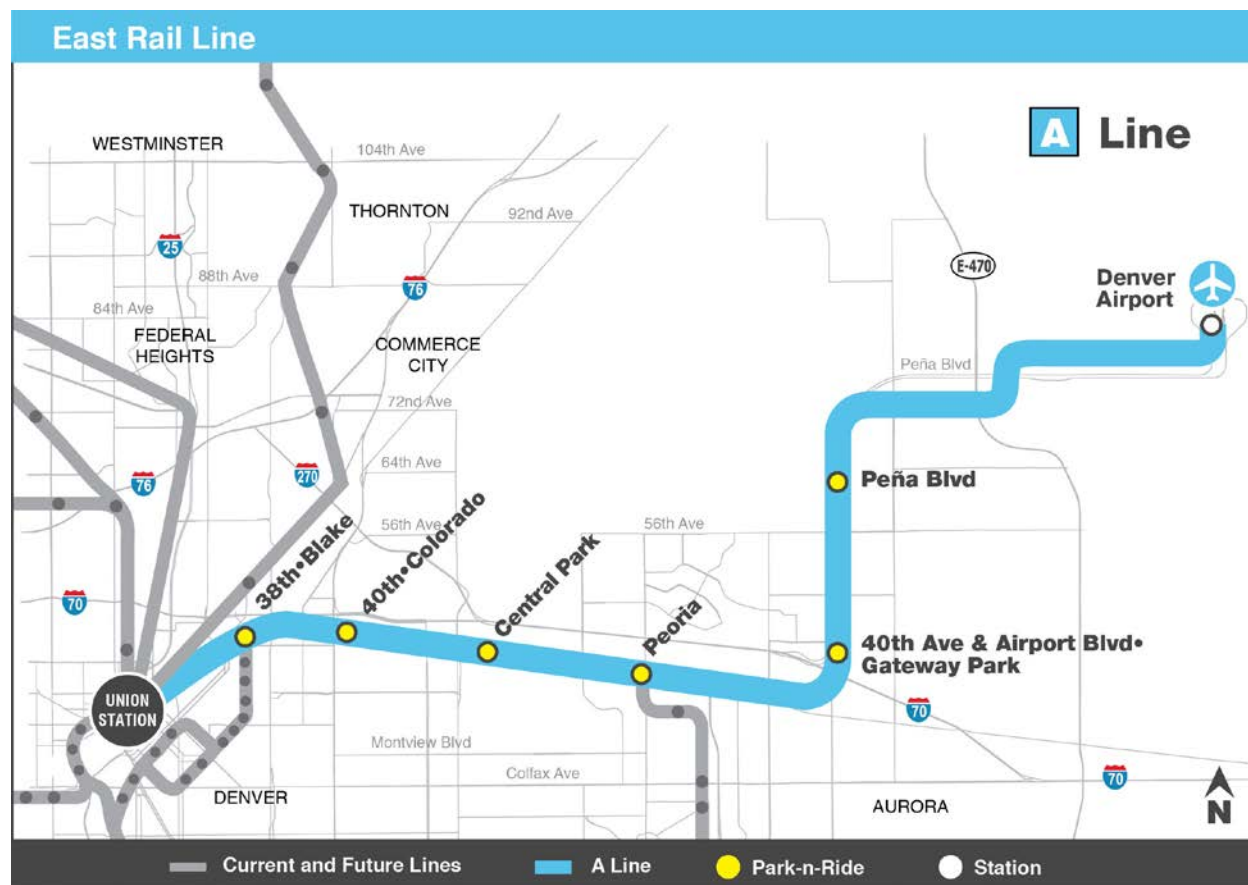 East Rail Line
A Line
WESTMINSTER
104th Ave
THORNTON
92nd Ave
25
E-470
88th Ave
76
Denver
Airport
84th Ave
FEDERAL
HEIGHTS
COMMERCE
CITY
Peña Blvd
72nd Ave
64th Ave
270
76
Peña Blvd
56th Ave
56th Ave
38th•Blake
40th•Colorado
Central Park
Peoria
70
40th Ave & Airport Blvd•
Gateway Park
UNION
STATION
70
Montview Blvd
Colfax Ave
70
DENVER
AURORA
N
Current and Future Lines
A Line
Park-n-Ride
Station